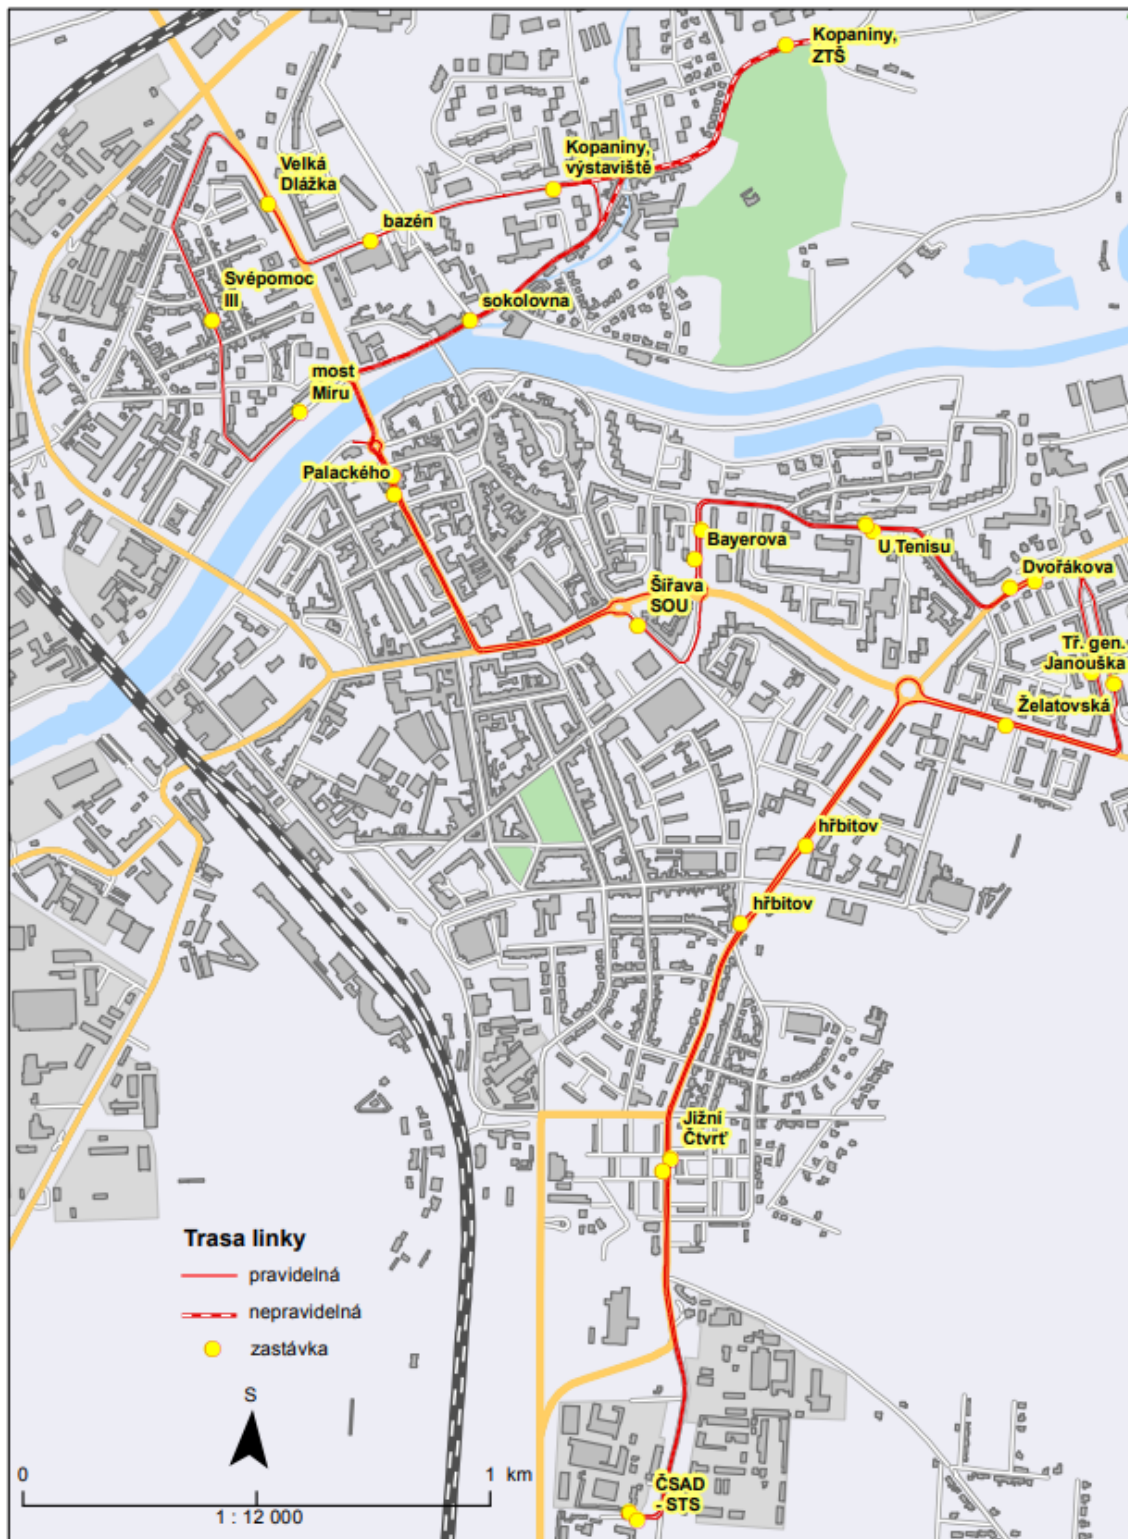 Kopaniny,
ZTŠ
Kopaniny,
výstaviště
Velká
Dlážka
bazén
Svépomoc
III
sokolovna
most
Míru
Palackého
Bayerova
U Tenisu
Dvořákova
Šířava
SOU
Tř. gen.
Janouška
Želatovská
hřbitov
hřbitov
Jižní
Čtvrť
Trasa linky
pravidelná
nepravidelná
zastávka
S
0 1 km
1 : 12 000
ČSAD
- STS